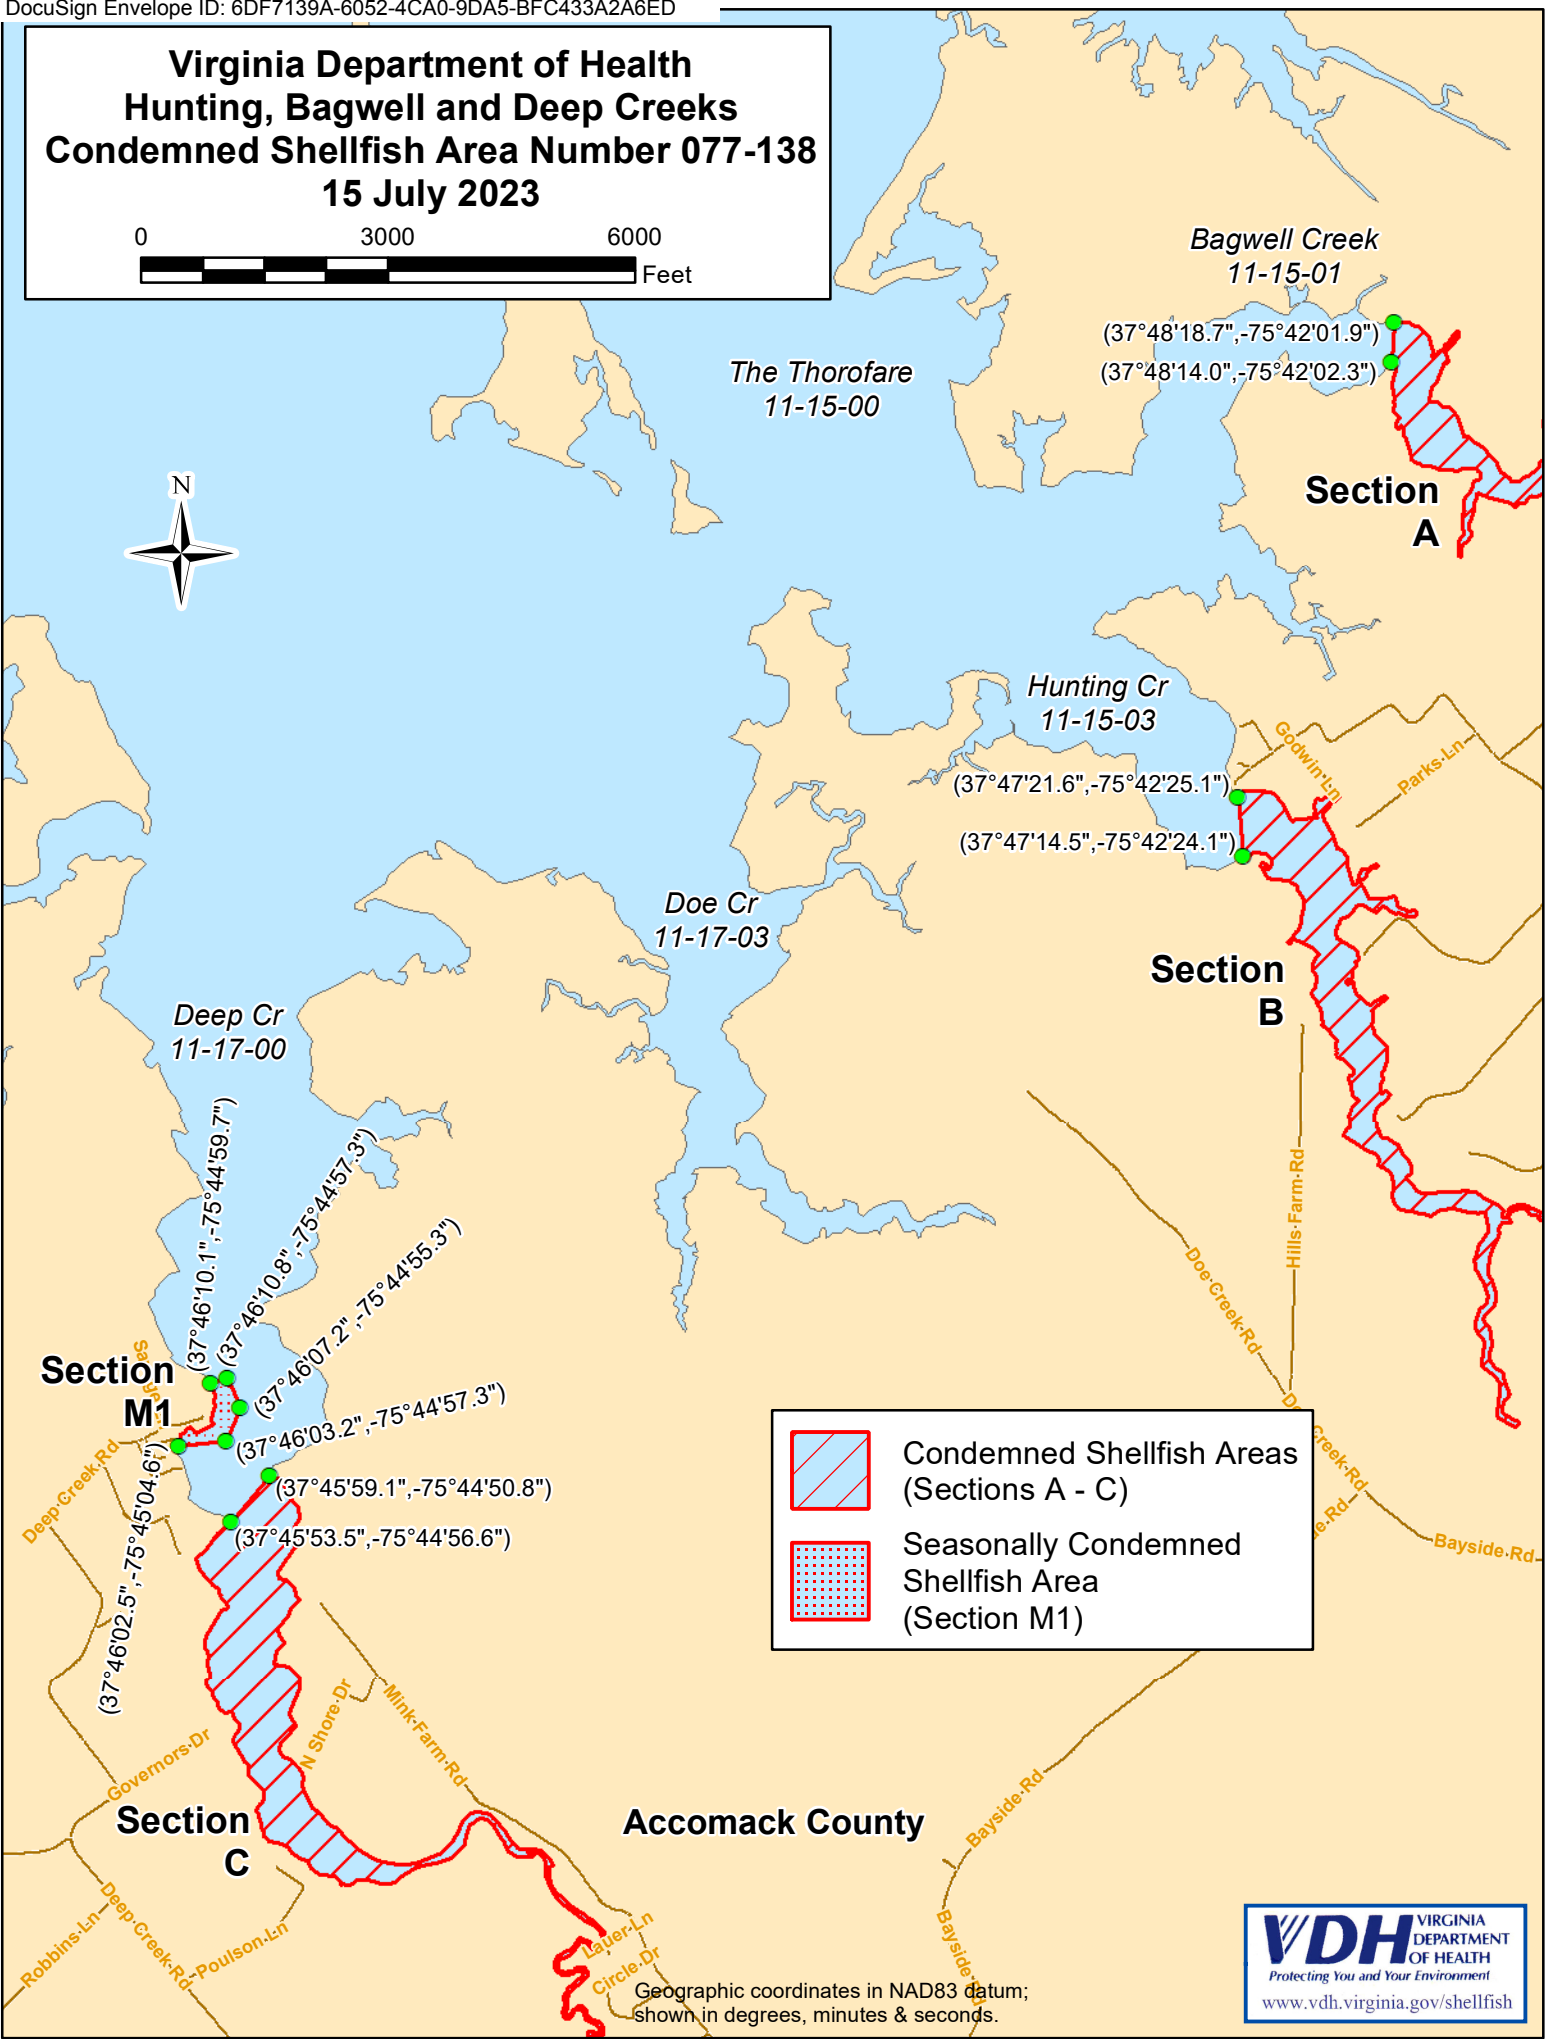 DocuSign Envelope ID: 6DF7139A-6052-4CA0-9DA5-BFC433A2A6ED
Virginia Department of Health
Hunting, Bagwell and Deep Creeks
Condemned Shellfish Area Number 077-138
15 July 2023
0 3000 6000
Feet
Bagwell Creek
11-15-01
(37°48'18.7",-75°42'01.9")
(37°48'14.0",-75°42'02.3")
The Thorofare
11-15-00
Section
A
N
Hunting Cr
11-15-03
Godwin Ln
Parks Ln
(37°47'21.6",-75°42'25.1")
(37°47'14.5",-75°42'24.1")
Doe Cr
11-17-03
Section
B
Deep Cr
11-17-00
(37°46'10.1",-75°44'59.7")
(37°46'10.8",-75°44'57.3")
(37°46'07.2",-75°44'55.3")
Hills Farm Rd
Doe Creek Rd
Section
M1
(37°46'03.2",-75°44'57.3")
Deep Creek Rd
(37°46'02.5",-75°45'04.6")
(37°45'59.1",-75°44'50.8")
(37°45'53.5",-75°44'56.6")
Condemned Shellfish Areas
(Sections A - C)
Seasonally Condemned
Shellfish Area
(Section M1)
Creek Rd
Bayside Rd
N Shore Dr
Mink Farm Rd
Governors Dr
Section
C
Accomack County
Bayside Rd
Deep Creek Rd
Robbins Ln
Poulson Ln
Lauer Ln
Circle Dr
Bayside Rd
Geographic coordinates in NAD83 datum;
shown in degrees, minutes & seconds.
VDH
VIRGINIA
DEPARTMENT
OF HEALTH
Protecting You and Your Environment
www.vdh.virginia.gov/shellfish